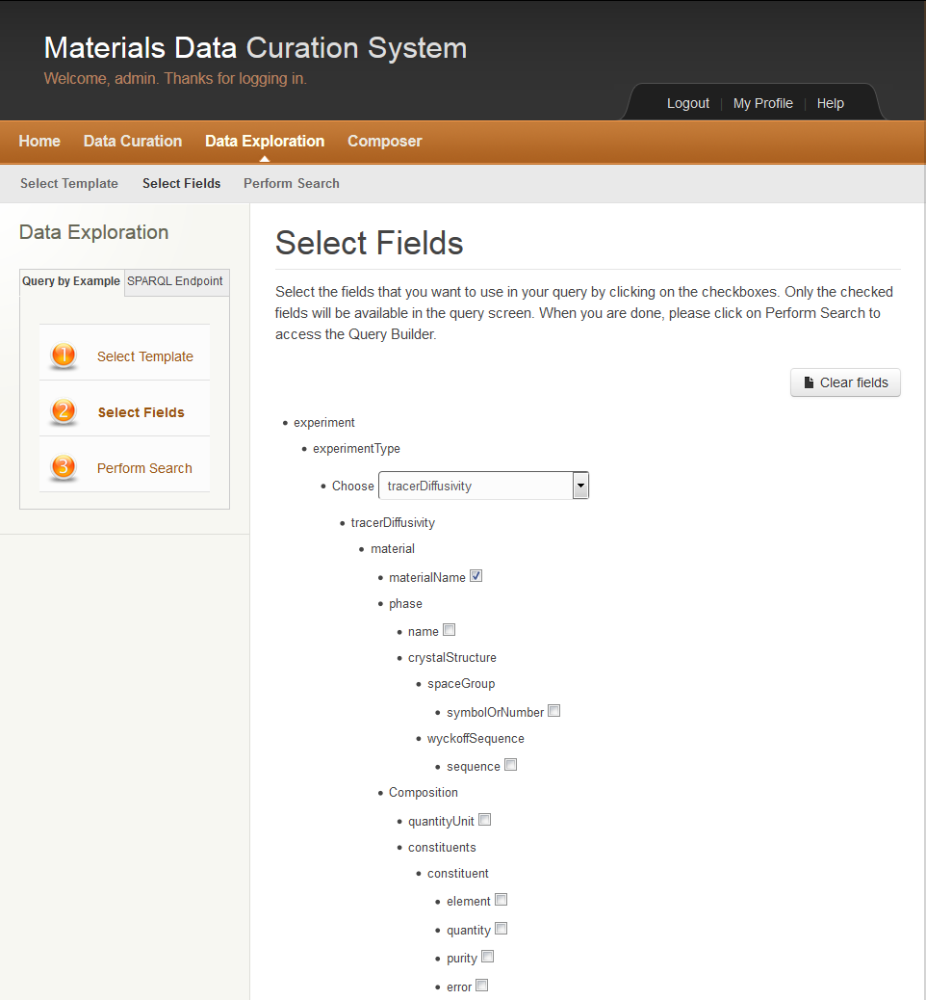 Materials Data Curation System
Welcome, admin. Thanks for logging in.
Logout | My Profile | Help
Home Data Curation Data Exploration Composer
Select Template Select Fields Perform Search
Data Exploration
Query by Example SPARQL Endpoint
1 Select Template
2 Select Fields
3 Perform Search
Select Fields
Select the fields that you want to use in your query by clicking on the checkboxes. Only the checked
fields will be available in the query screen. When you are done, please click on Perform Search to
access the Query Builder.
Clear fields
experiment
experimentType
Choose tracerDiffusivity
tracerDiffusivity
material
materialName
phase
name
crystalStructure
spaceGroup
symbolOrNumber
wyckoffSequence
sequence
Composition
quantityUnit
constituents
constituent
element
quantity
purity
error